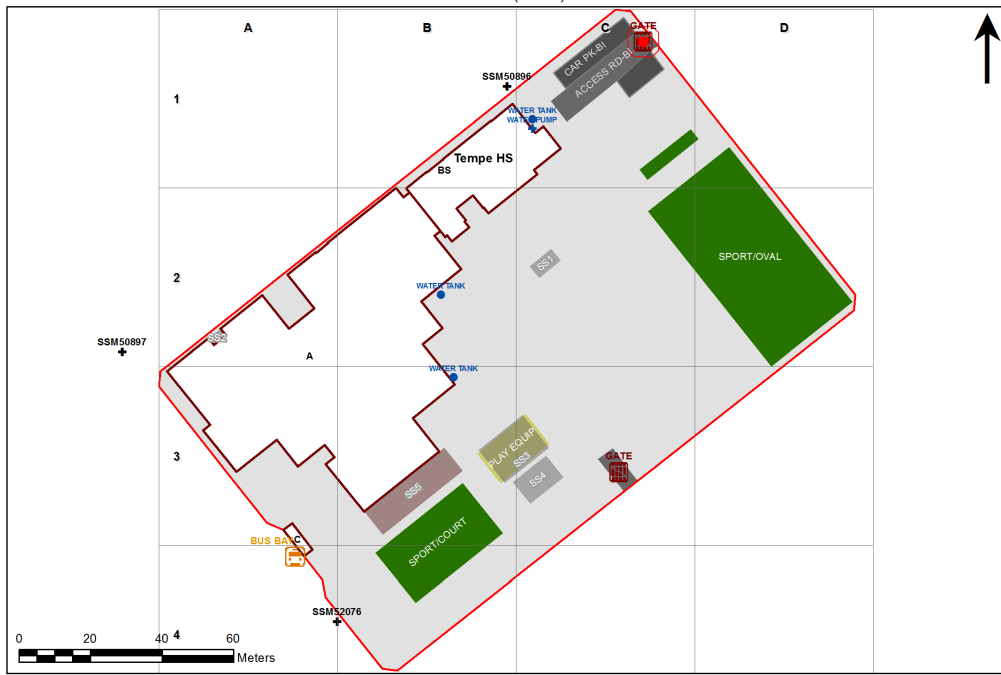 A B C D
GATE
CAR PK-BI
ACCESS RD-BI
SSM50896
1
WATER TANK
WATER PUMP
Tempe HS
BS
SS1
SPORT/OVAL
2
WATER TANK
SS2
SSM50897
A
WATER TANK
3
PLAY EQUIP
SS3
GATE
SS4
SS5
SPORT/COURT
BUS BAY
C
SSM52076
4
0 20 40 60
Meters